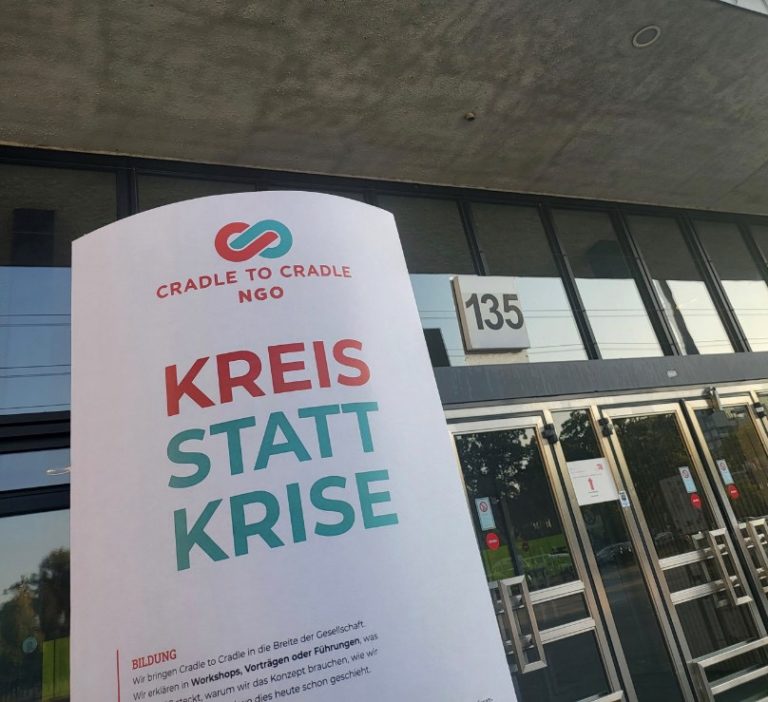 CRADLE TO CRADLE
NGO
KREIS
STATT
KRISE
135
BILDUNG
Wir bringen Cradle to Cradle in die Breite der Gesellschaft.
Wir erklären in Workshops, Vorträgen oder Führungen, was
steckt, warum wir das Konzept brauchen, wie wir
dies heute schon geschieht.